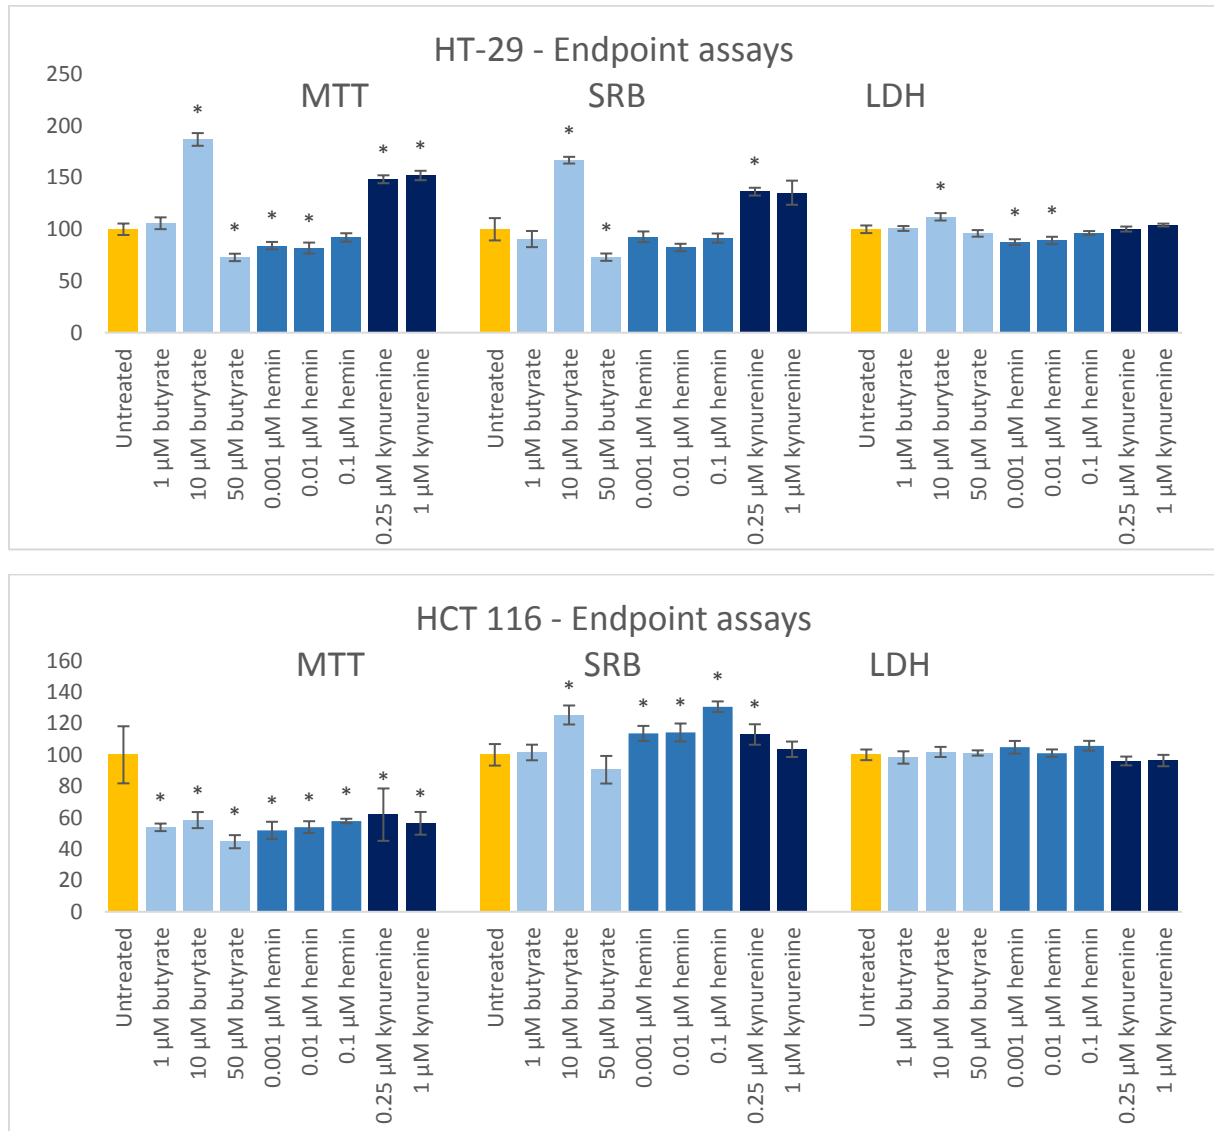 HT-29 - Endpoint assays
MTT SRB LDH
250
200
150
100
50
0
* * * * * *
* * *
* * *
Untreated
1 µM butyrate
10 µM burytate
50 µM butyrate
0.001 µM hemin
0.01 µM hemin
0.1 µM hemin
0.25 µM kynurenine
1 µM kynurenine
Untreated
1 µM butyrate
10 µM burytate
50 µM butyrate
0.001 µM hemin
0.01 µM hemin
0.1 µM hemin
0.25 µM kynurenine
1 µM kynurenine
Untreated
1 µM butyrate
10 µM burytate
50 µM butyrate
0.001 µM hemin
0.01 µM hemin
0.1 µM hemin
0.25 µM kynurenine
1 µM kynurenine
HCT 116 - Endpoint assays
MTT SRB LDH
160
140
120
100
80
60
40
20
0
* * * * * * * *
* * * * *
Untreated
1 µM butyrate
10 µM burytate
50 µM butyrate
0.001 µM hemin
0.01 µM hemin
0.1 µM hemin
0.25 µM kynurenine
1 µM kynurenine
Untreated
1 µM butyrate
10 µM burytate
50 µM butyrate
0.001 µM hemin
0.01 µM hemin
0.1 µM hemin
0.25 µM kynurenine
1 µM kynurenine
Untreated
1 µM butyrate
10 µM burytate
50 µM butyrate
0.001 µM hemin
0.01 µM hemin
0.1 µM hemin
0.25 µM kynurenine
1 µM kynurenine